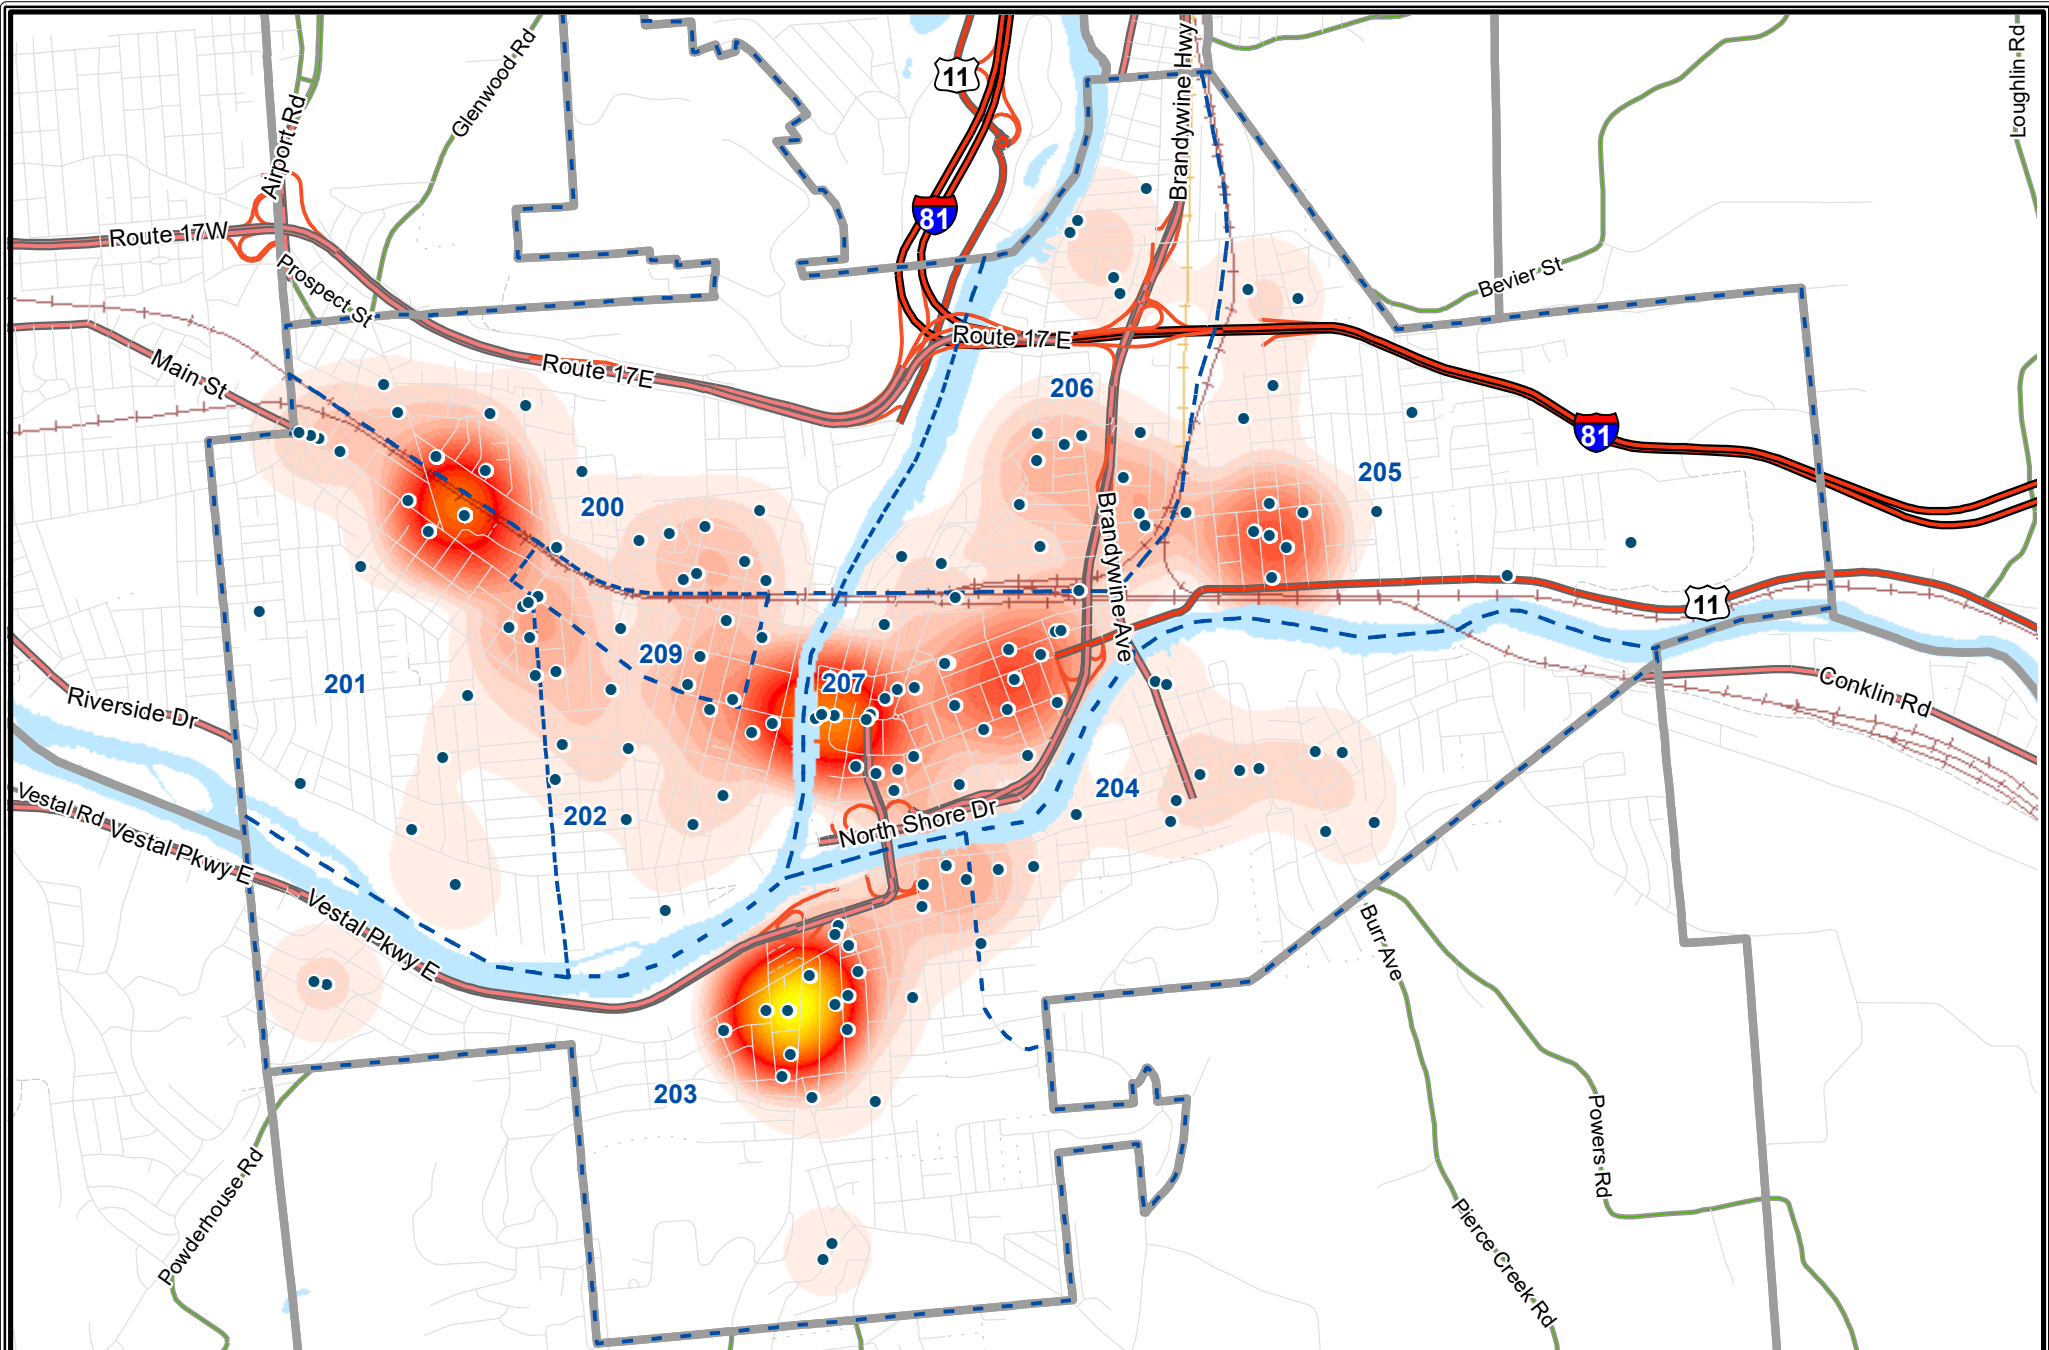 Brandywine Hwy
Loughlin Rd
Glenwood Rd
11
Airport Rd
81
Route 17W
Prospect St
Bevier St
Route 17 E
Main St
Route 17E
206
81
205
200
Brandywine Ave
11
209
207
201
Conklin Rd
Riverside Dr
204
Vestal Rd
Vestal Pkwy E
202
North Shore Dr
Vestal Pkwy E
Burr Ave
203
Powers Rd
Powderhouse Rd
Pierce Creek Rd